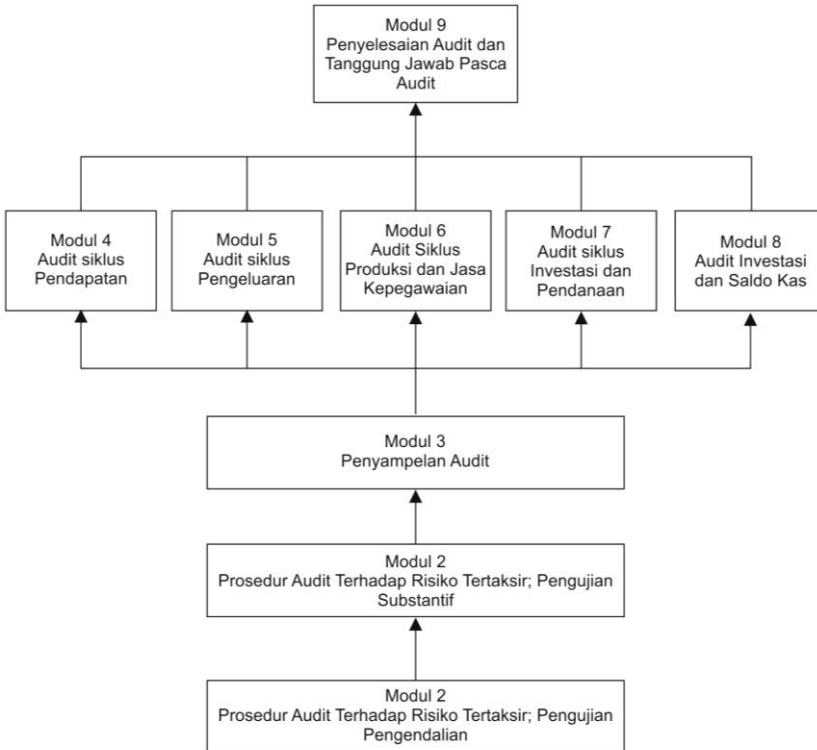 Modul 9
Penyelesaian Audit dan
Tanggung Jawab Pasca
Audit
Modul 4
Audit siklus
Pendapatan
Modul 5
Audit siklus
Pengeluaran
Modul 6
Audit Siklus
Produksi dan Jasa
Kepegawaian
Modul 7
Audit siklus
Investasi dan
Pendanaan
Modul 8
Audit Investasi
dan Saldo Kas
Modul 3
Penyampelan Audit
Modul 2
Prosedur Audit Terhadap Risiko Tertaksir; Pengujian
Substantif
Modul 2
Prosedur Audit Terhadap Risiko Tertaksir; Pengujian
Pengendalian